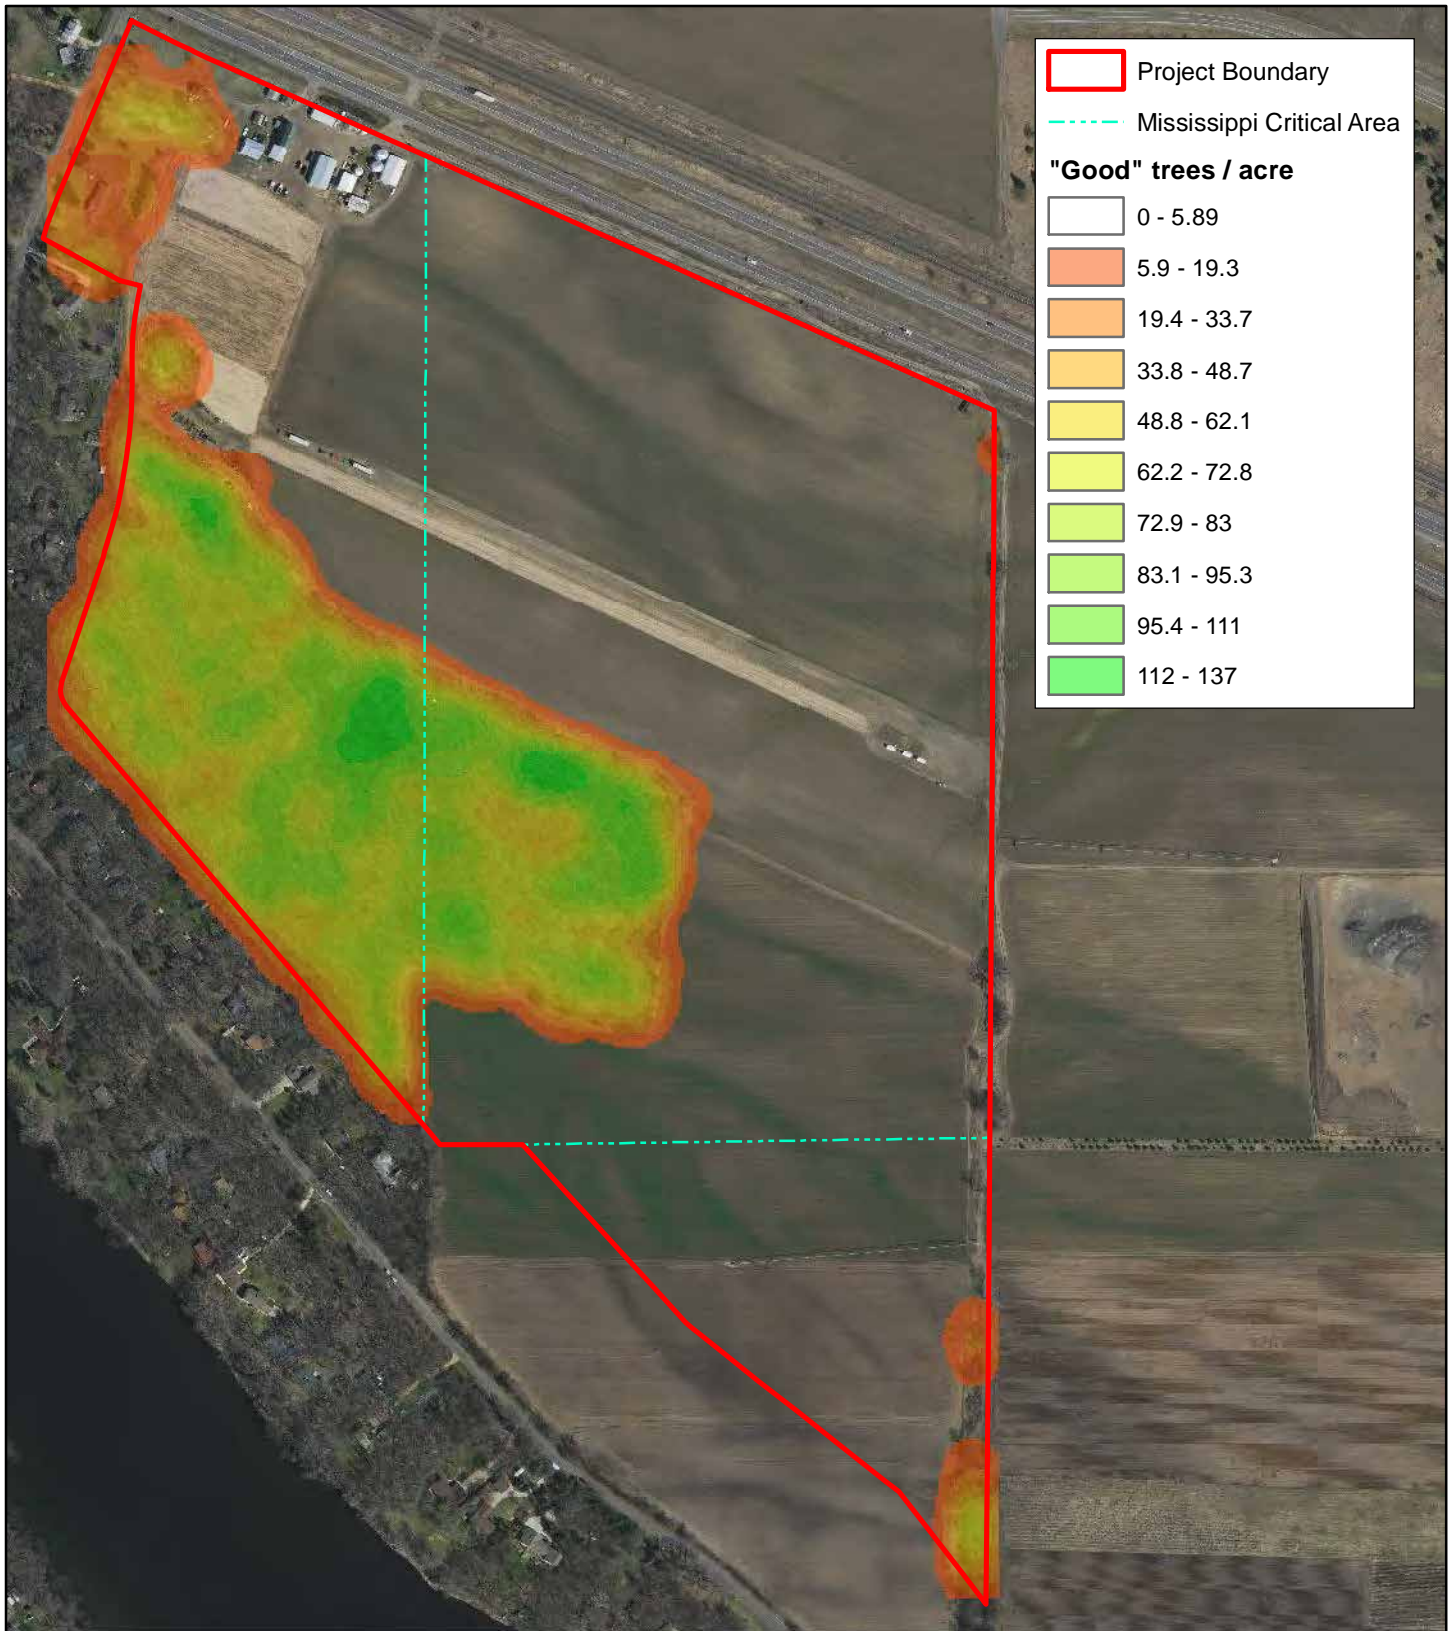 Project Boundary
Mississippi Critical Area
"Good" trees / acre
0 - 5.89
5.9 - 19.3
19.4 - 33.7
33.8 - 48.7
48.8 - 62.1
62.2 - 72.8
72.9 - 83
83.1 - 95.3
95.4 - 111
112 - 137